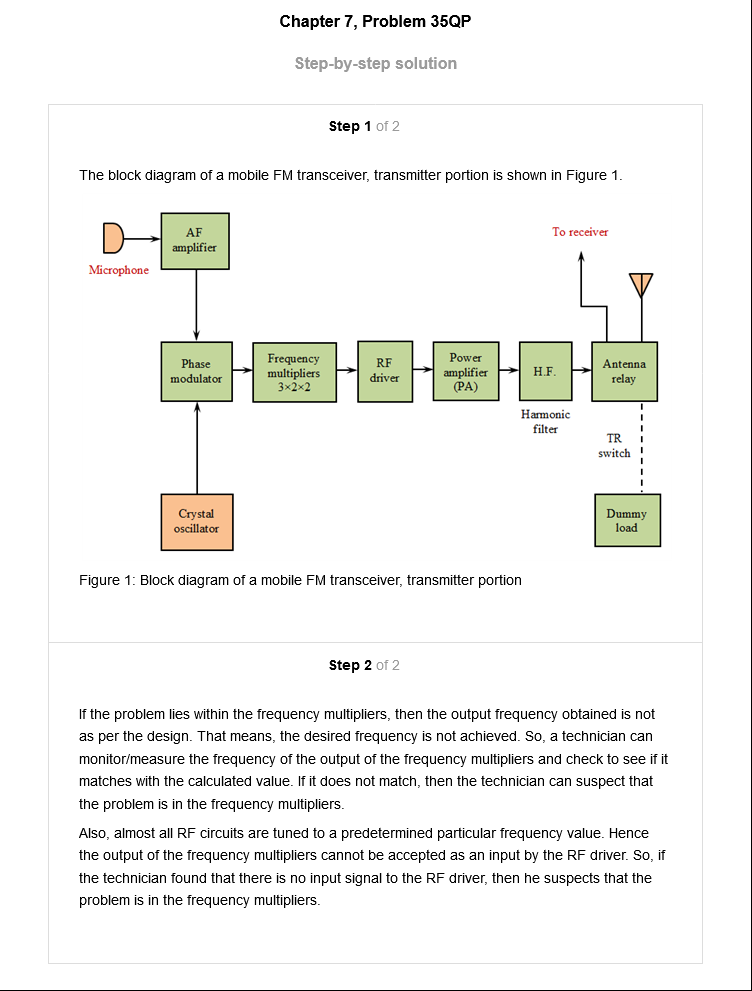 Chapter 7, Problem 35QP
Step-by-step solution
Step 1 of 2
The block diagram of a mobile FM transceiver, transmitter portion is shown in Figure 1.
AF
amplifier
Microphone
To receiver
Phase
modulator
Frequency
multipliers
3×2×2
RF
driver
Power
amplifier
(PA)
H.F.
Harmonic
filter
Antenna
relay
TR
switch
Crystal
oscillator
Dummy
load
Figure 1: Block diagram of a mobile FM transceiver, transmitter portion
Step 2 of 2
If the problem lies within the frequency multipliers, then the output frequency obtained is not
as per the design. That means, the desired frequency is not achieved. So, a technician can
monitor/measure the frequency of the output of the frequency multipliers and check to see if it
matches with the calculated value. If it does not match, then the technician can suspect that
the problem is in the frequency multipliers.
Also, almost all RF circuits are tuned to a predetermined particular frequency value. Hence
the output of the frequency multipliers cannot be accepted as an input by the RF driver. So, if
the technician found that there is no input signal to the RF driver, then he suspects that the
problem is in the frequency multipliers.